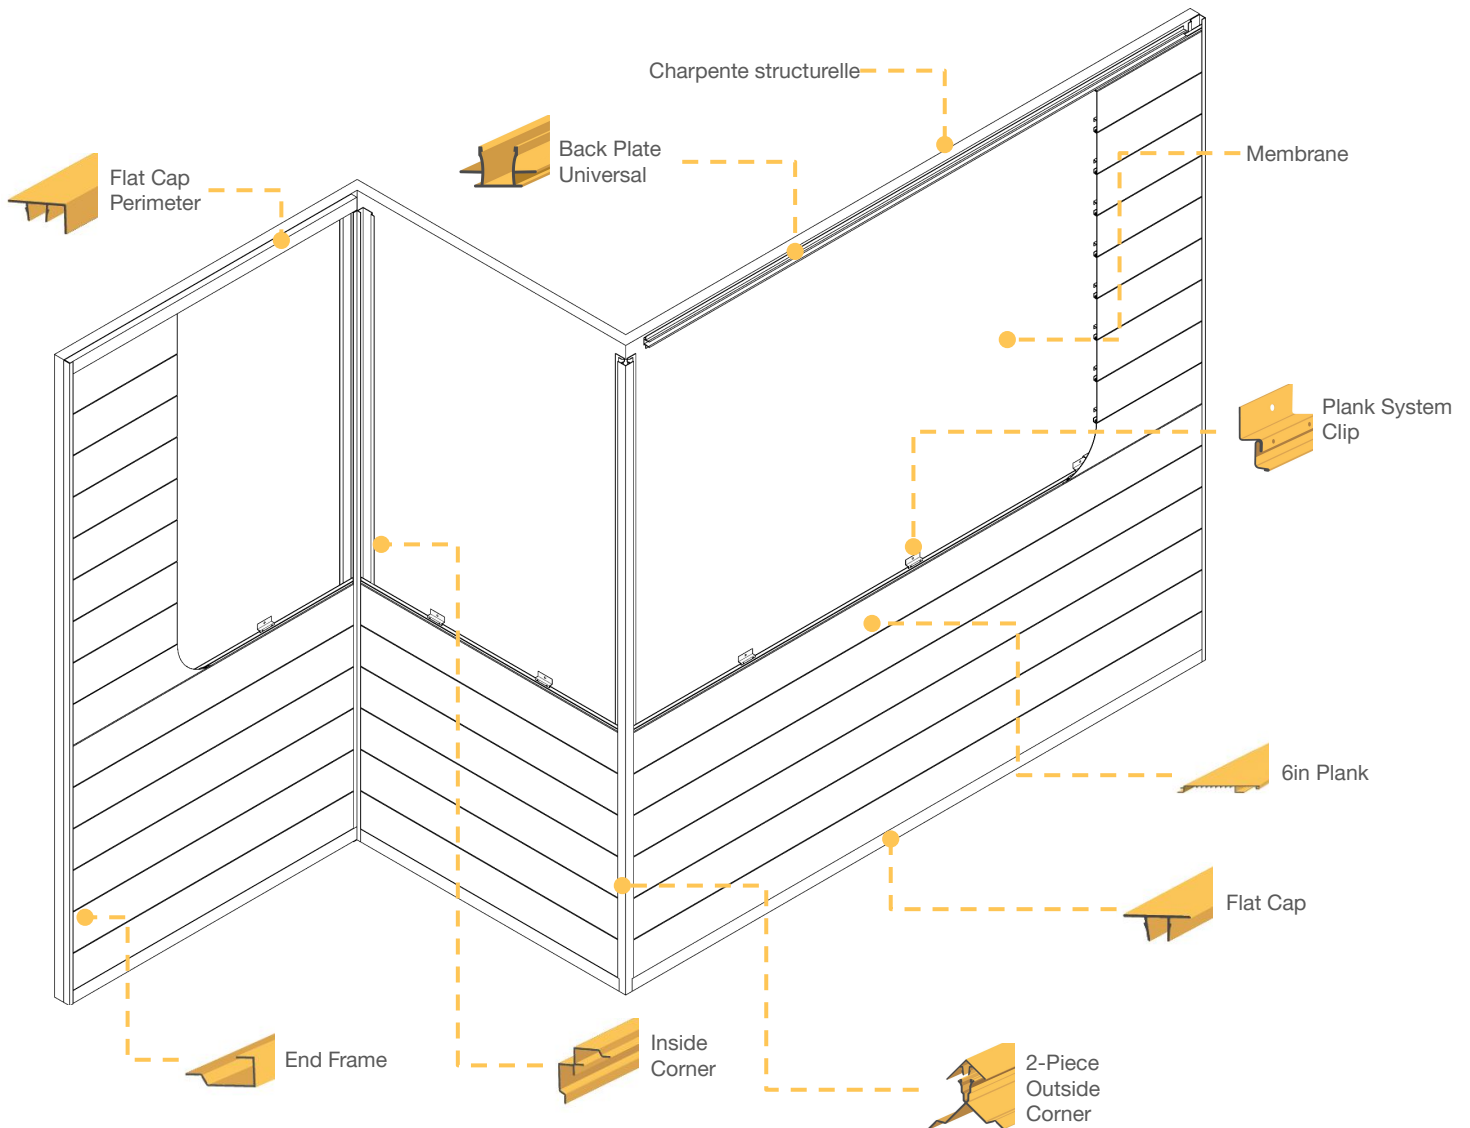 Charpente structurelle
Back Plate
Universal
Membrane
Flat Cap
Perimeter
Plank System
Clip
6in Plank
Flat Cap
End Frame
Inside
Corner
2-Piece
Outside
Corner